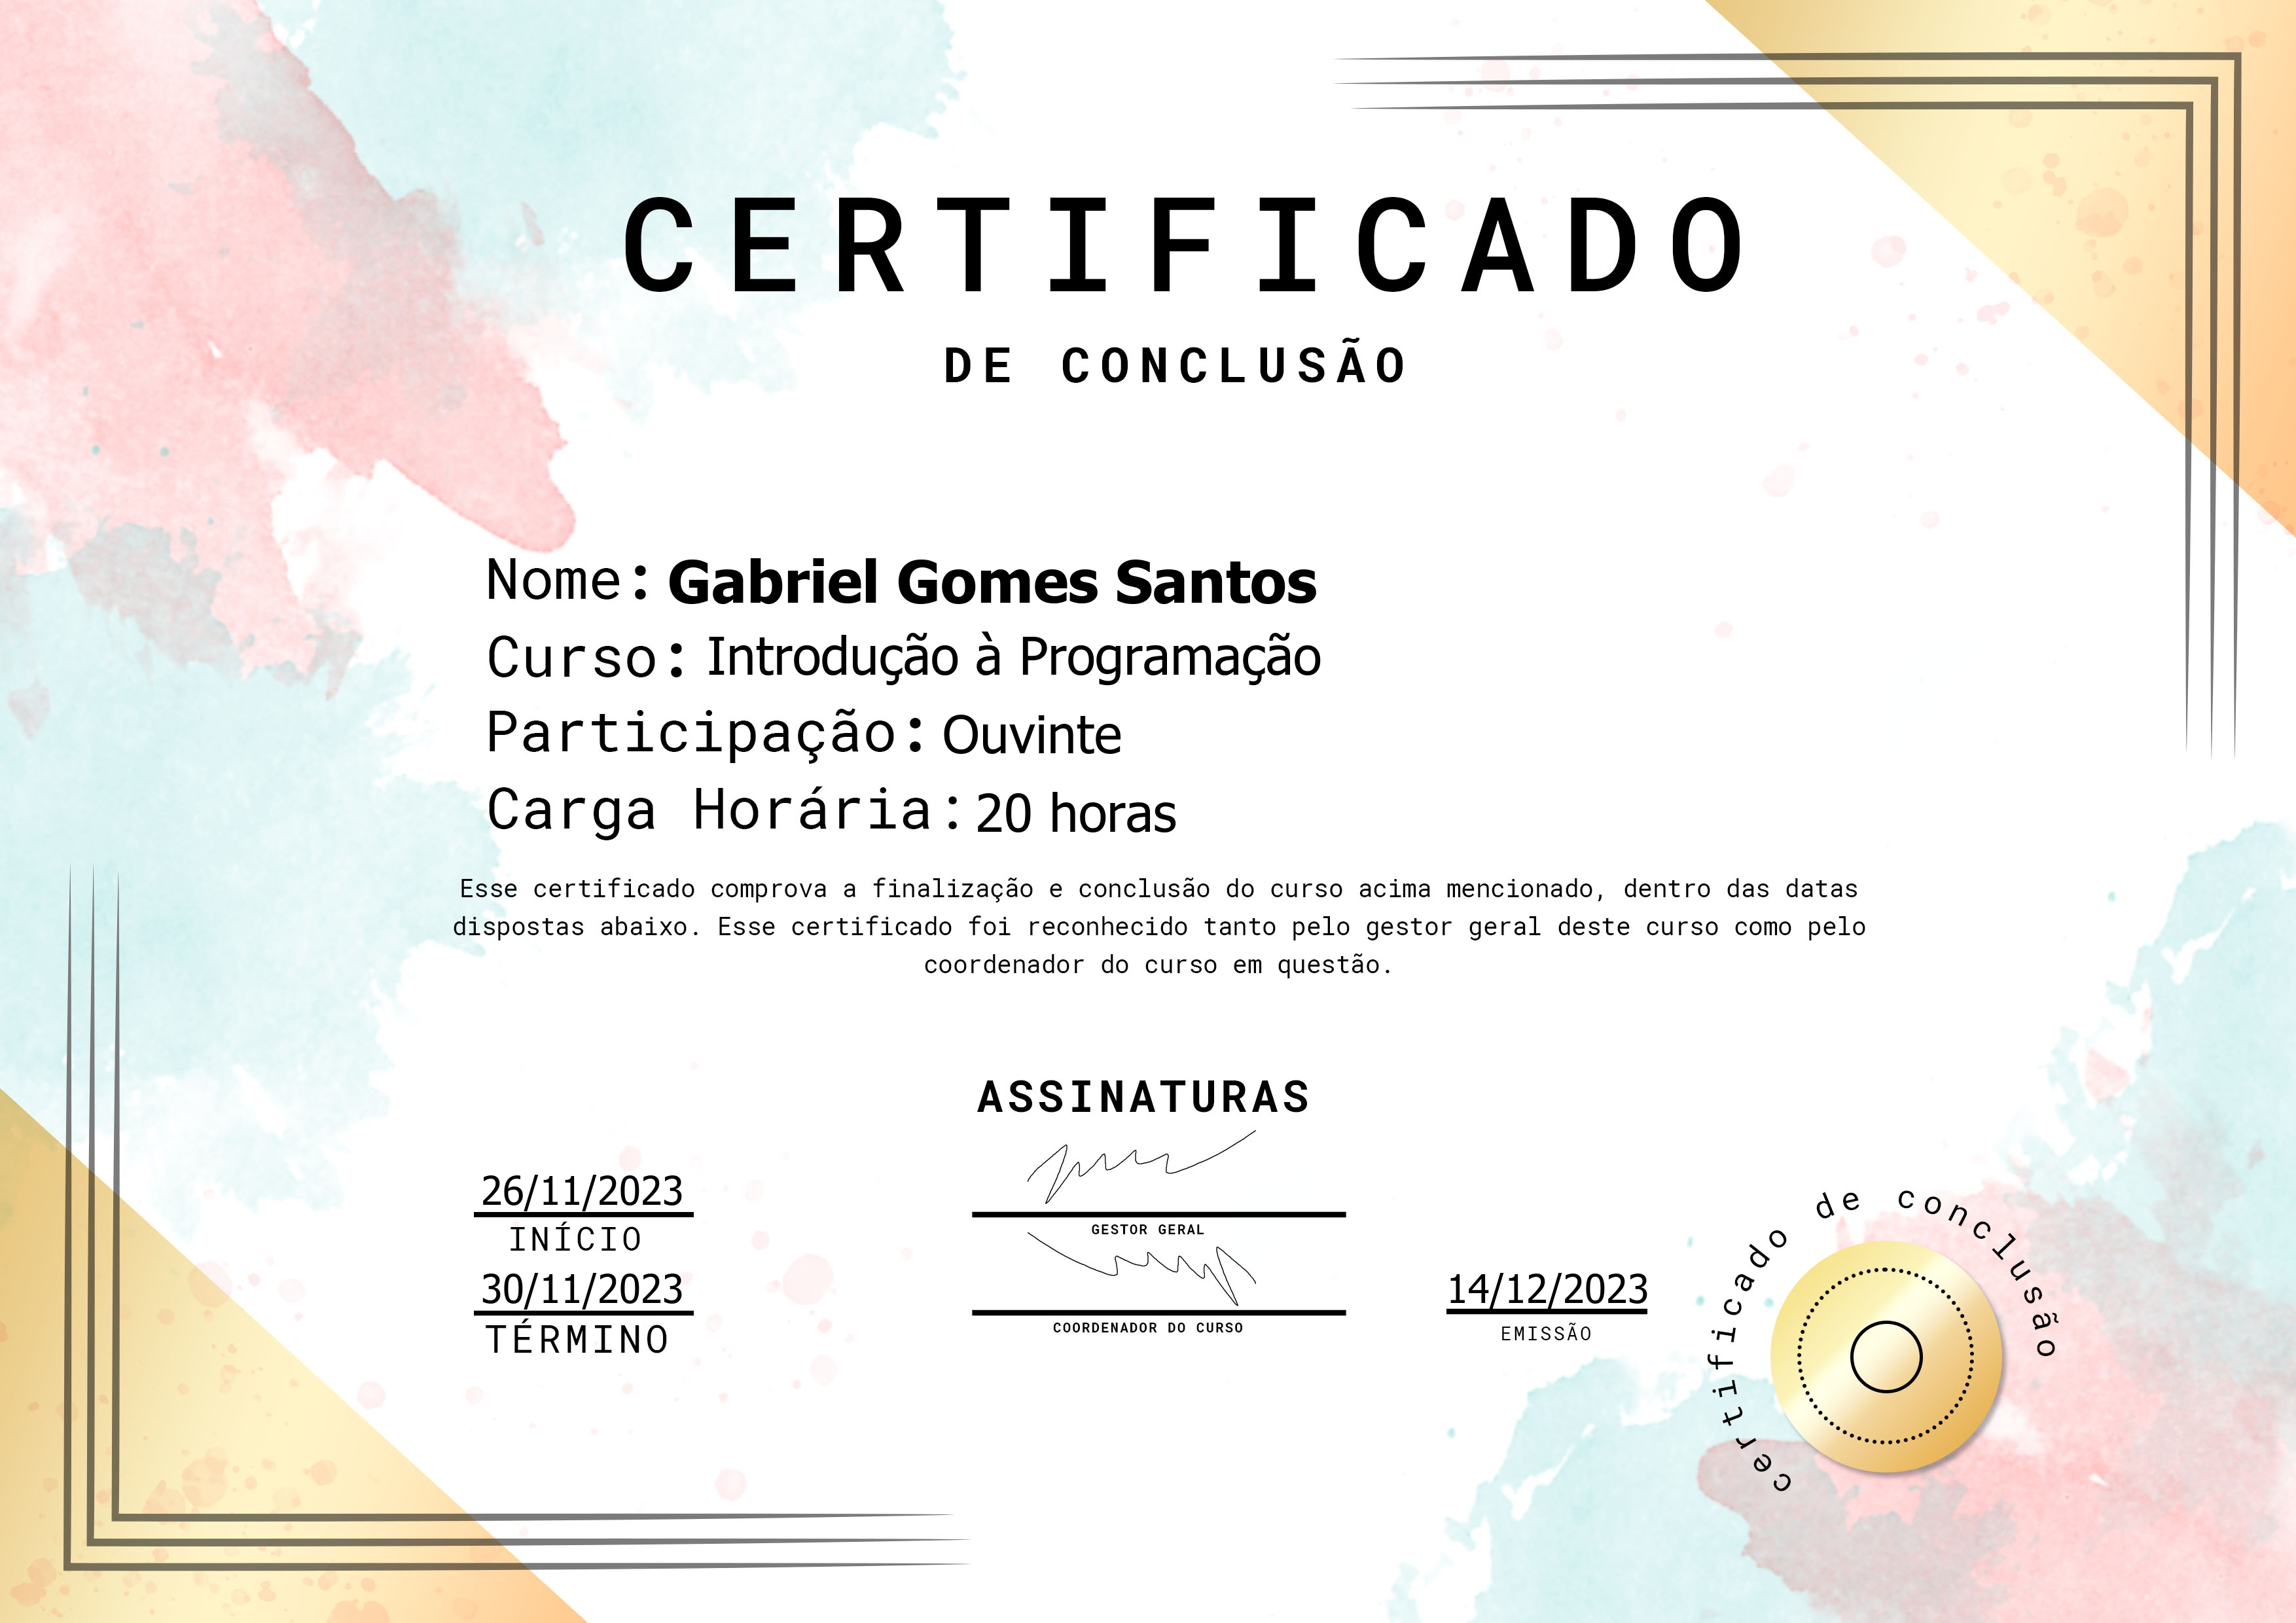 CERTIFICADO
DE CONCLUSÃO
Nome: Gabriel Gomes Santos
Curso: Introdução à Programação
Participação: Ouvinte
Carga Horária: 20 horas
Esse certificado comprova a finalização e conclusão do curso acima mencionado, dentro das datas
dispostas abaixo. Esse certificado foi reconhecido tanto pelo gestor geral deste curso como pelo
coordenador do curso em questão.
ASSINATURAS
26/11/2023
INÍCIO
GESTOR GERAL
30/11/2023
TÉRMINO
COORDENADOR DO CURSO
14/12/2023
EMISSÃO
certificado de conclusão